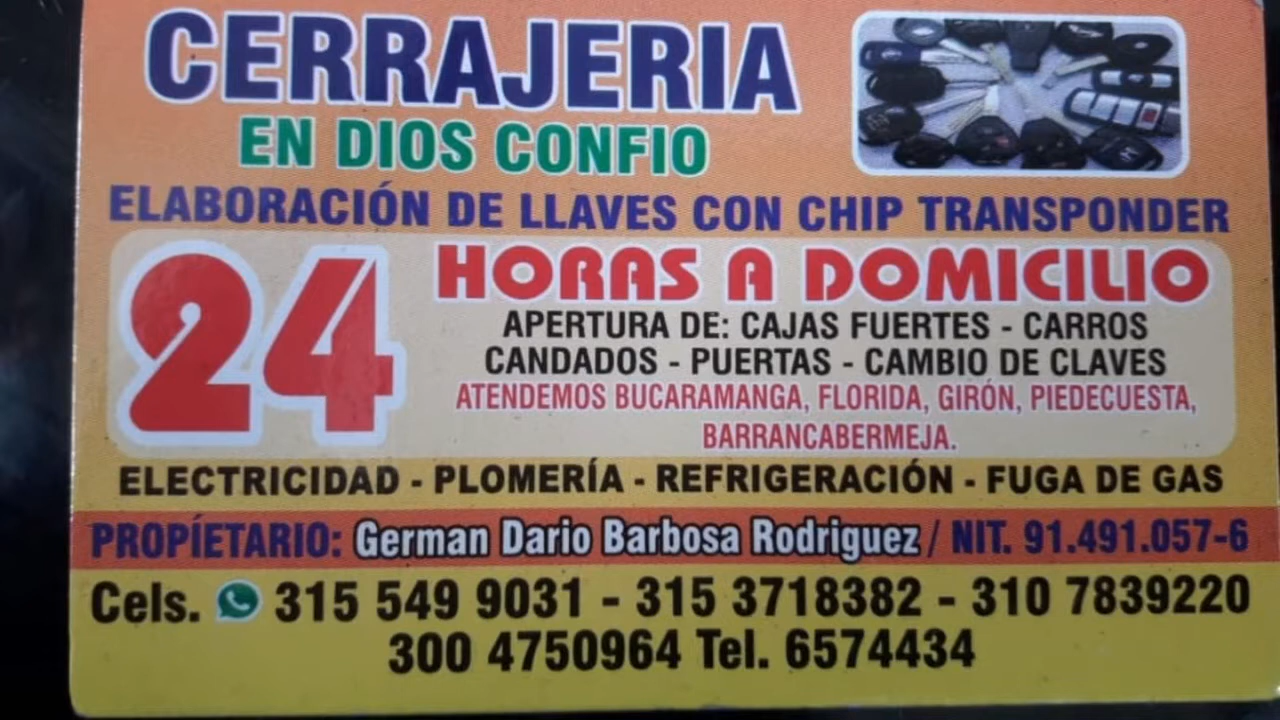 CERRAJERIA
EN DIOS CONFIO
ELABORACIÓN DE LLAVES CON CHIP TRANSPONDER
24 HORAS A DOMICILIO
APERTURA DE: CAJAS FUERTES - CARROS
CANDADOS - PUERTAS - CAMBIO DE CLAVES
ATENDEMOS BUCARAMANGA, FLORIDA, GIRÓN, PIEDECUESTA,
BARRANCABERMEJA.
ELECTRICIDAD - PLOMERÍA - REFRIGERACIÓN - FUGA DE GAS
PROPÍETARIO: German Dario Barbosa Rodriguez / NIT. 91.491.057-6
Cels. 315 549 9031 - 315 3718382 - 310 7839220
300 4750964 Tel. 6574434